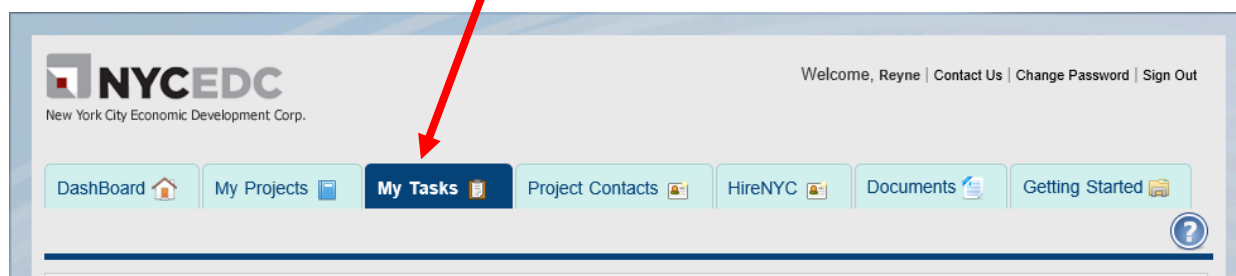 NYCEDC
New York City Economic Development Corp.
Welcome, Reyne | Contact Us | Change Password | Sign Out
DashBoard My Projects My Tasks Project Contacts HireNYC Documents Getting Started
?